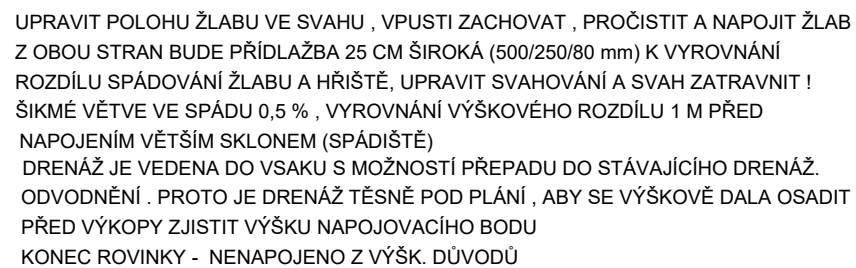 UPRAVIT POLOHU ŽLABU VE SVAHU , VPUSTI ZACHOVAT , PROČISTIT A NAPOJIT ŽLAB
Z OBOU STRAN BUDE PŘÍDLAŽBA 25 CM ŠIROKÁ (500/250/80 mm) K VYROVNÁNÍ
ROZDÍLU SPÁDOVÁNÍ ŽLABU A HŘIŠTĚ, UPRAVIT SVAHOVÁNÍ A SVAH ZATRAVNIT !
ŠIKMÉ VĚTVE VE SPÁDU 0,5 % , VYROVNÁNÍ VÝŠKOVÉHO ROZDÍLU 1 M PŘED
NAPOJENÍM VĚTŠÍM SKLONEM (SPÁDIŠTĚ)
DRENÁŽ JE VEDENA DO VSAKU S MOŽNOSTÍ PŘEPADU DO STÁVAJÍCÍHO DRENÁŽ.
ODVODNĚNÍ . PROTO JE DRENÁŽ TĚSNĚ POD PLÁNÍ , ABY SE VÝŠKOVĚ DALA OSADIT
PŘED VÝKOPY ZJISTIT VÝŠKU NAPOJOVACÍHO BODU
KONEC ROVINKY - NENAPOJENO Z VÝŠK. DŮVODŮ